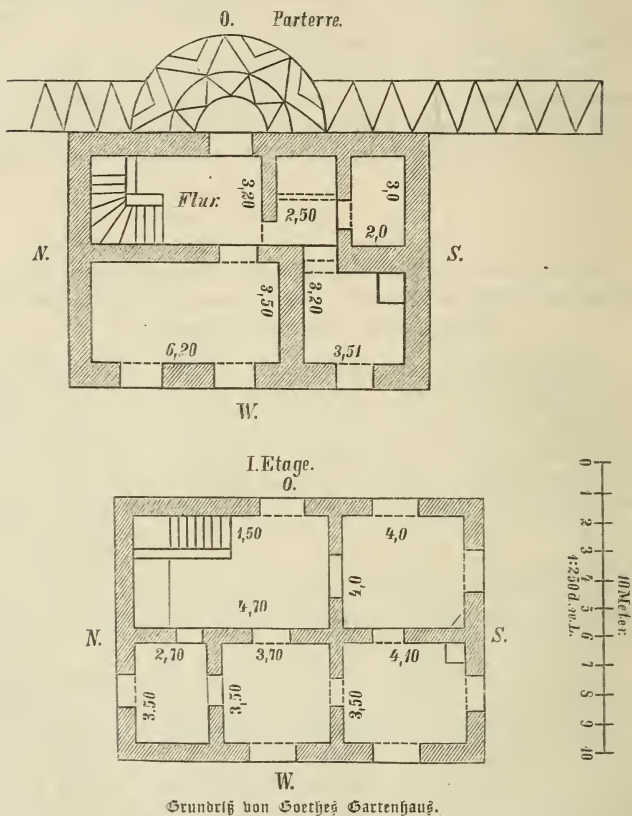 O. Parterre.
N.
Flur.
3,20
2,50
3,0
2,0
S.
3,50
3,20
6,20
3,51
W.
I. Etage.
O.
1,50
4,0
4,0
4,70
N.
S.
2,70
3,70
4,10
3.50
3,50
3,50
W.
0
1
2
3
4
5
6
7
8
9
10
10 Meter.
1:250 d. w. L.
Grundriß von Goethes Gartenhaus.